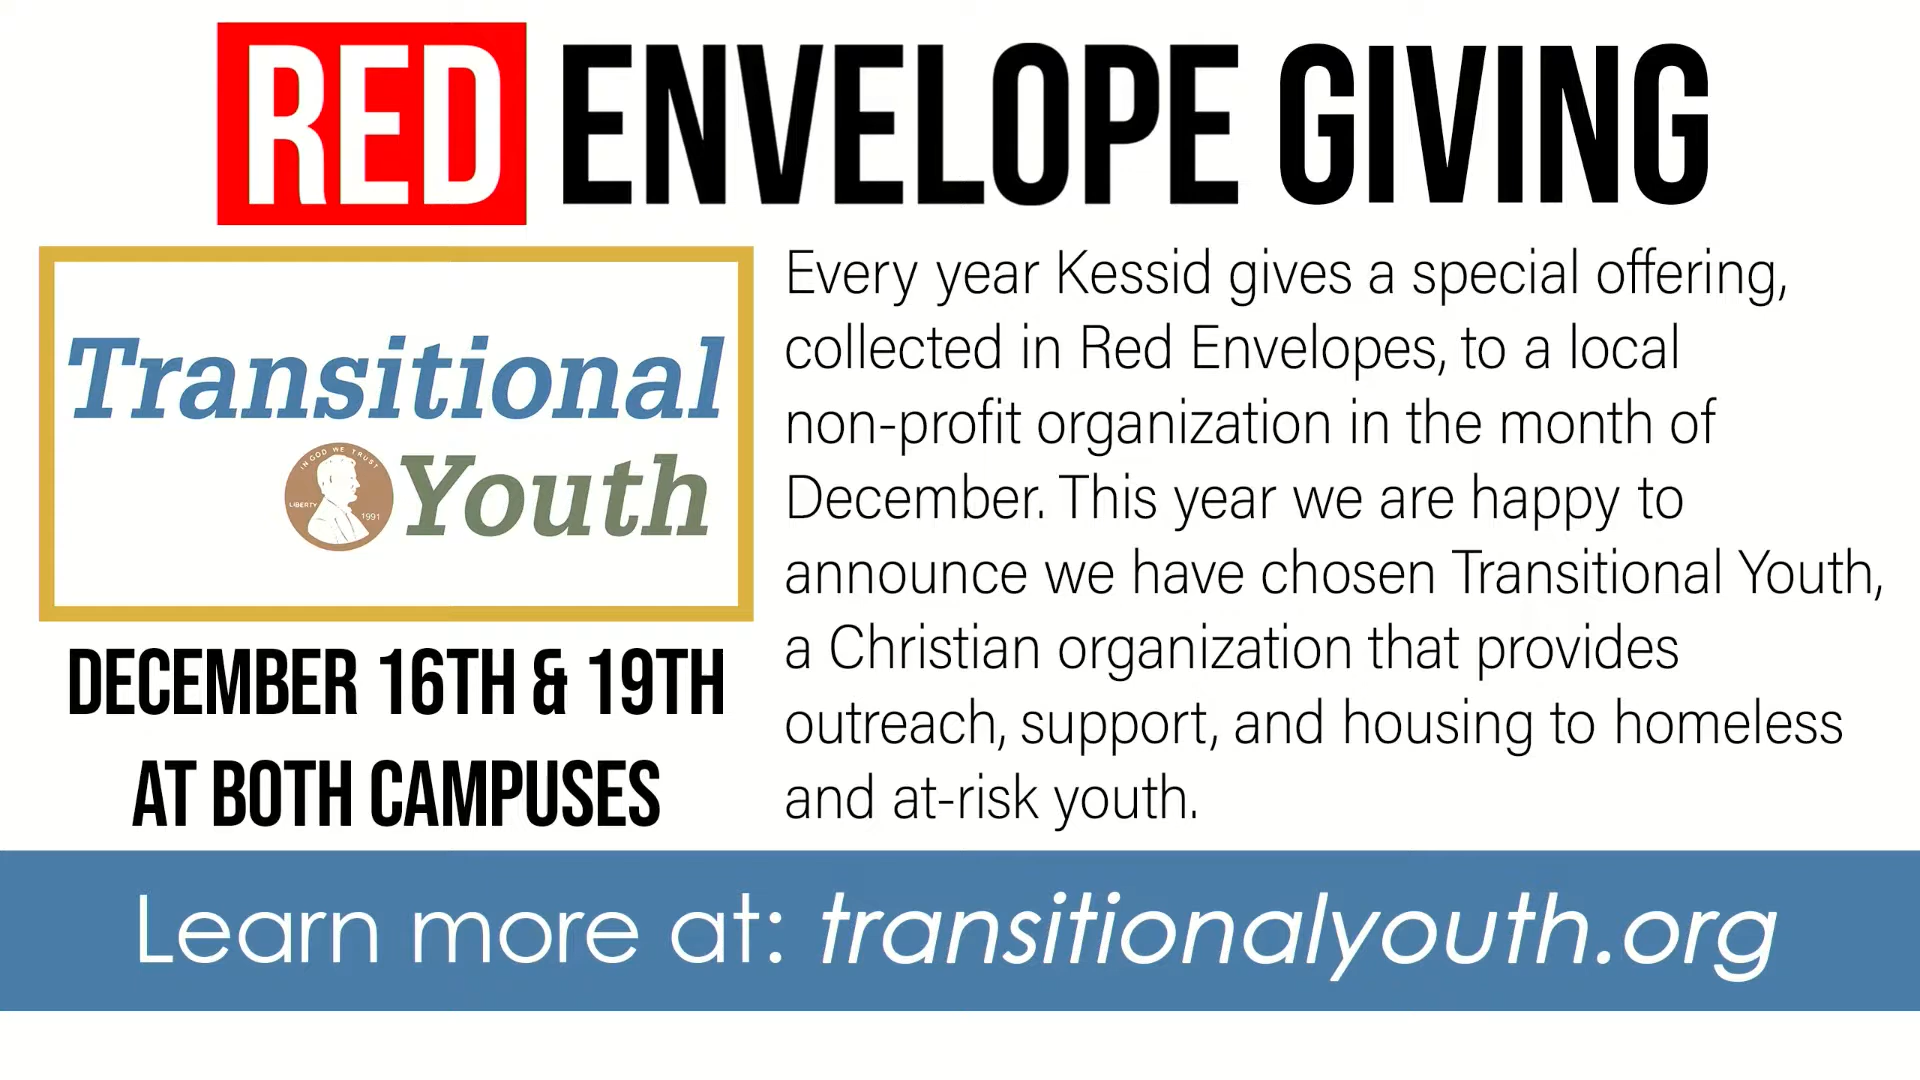 RED ENVELOPE GIVING
Transitional
IN GOD WE TRUST
LIBERTY
1991
Youth
DECEMBER 16TH & 19TH
AT BOTH CAMPUSES
Every year Kessid gives a special offering,
collected in Red Envelopes, to a local
non-profit organization in the month of
December. This year we are happy to
announce we have chosen Transitional Youth,
a Christian organization that provides
outreach, support, and housing to homeless
and at-risk youth.
Learn more at: transitionalyouth.org